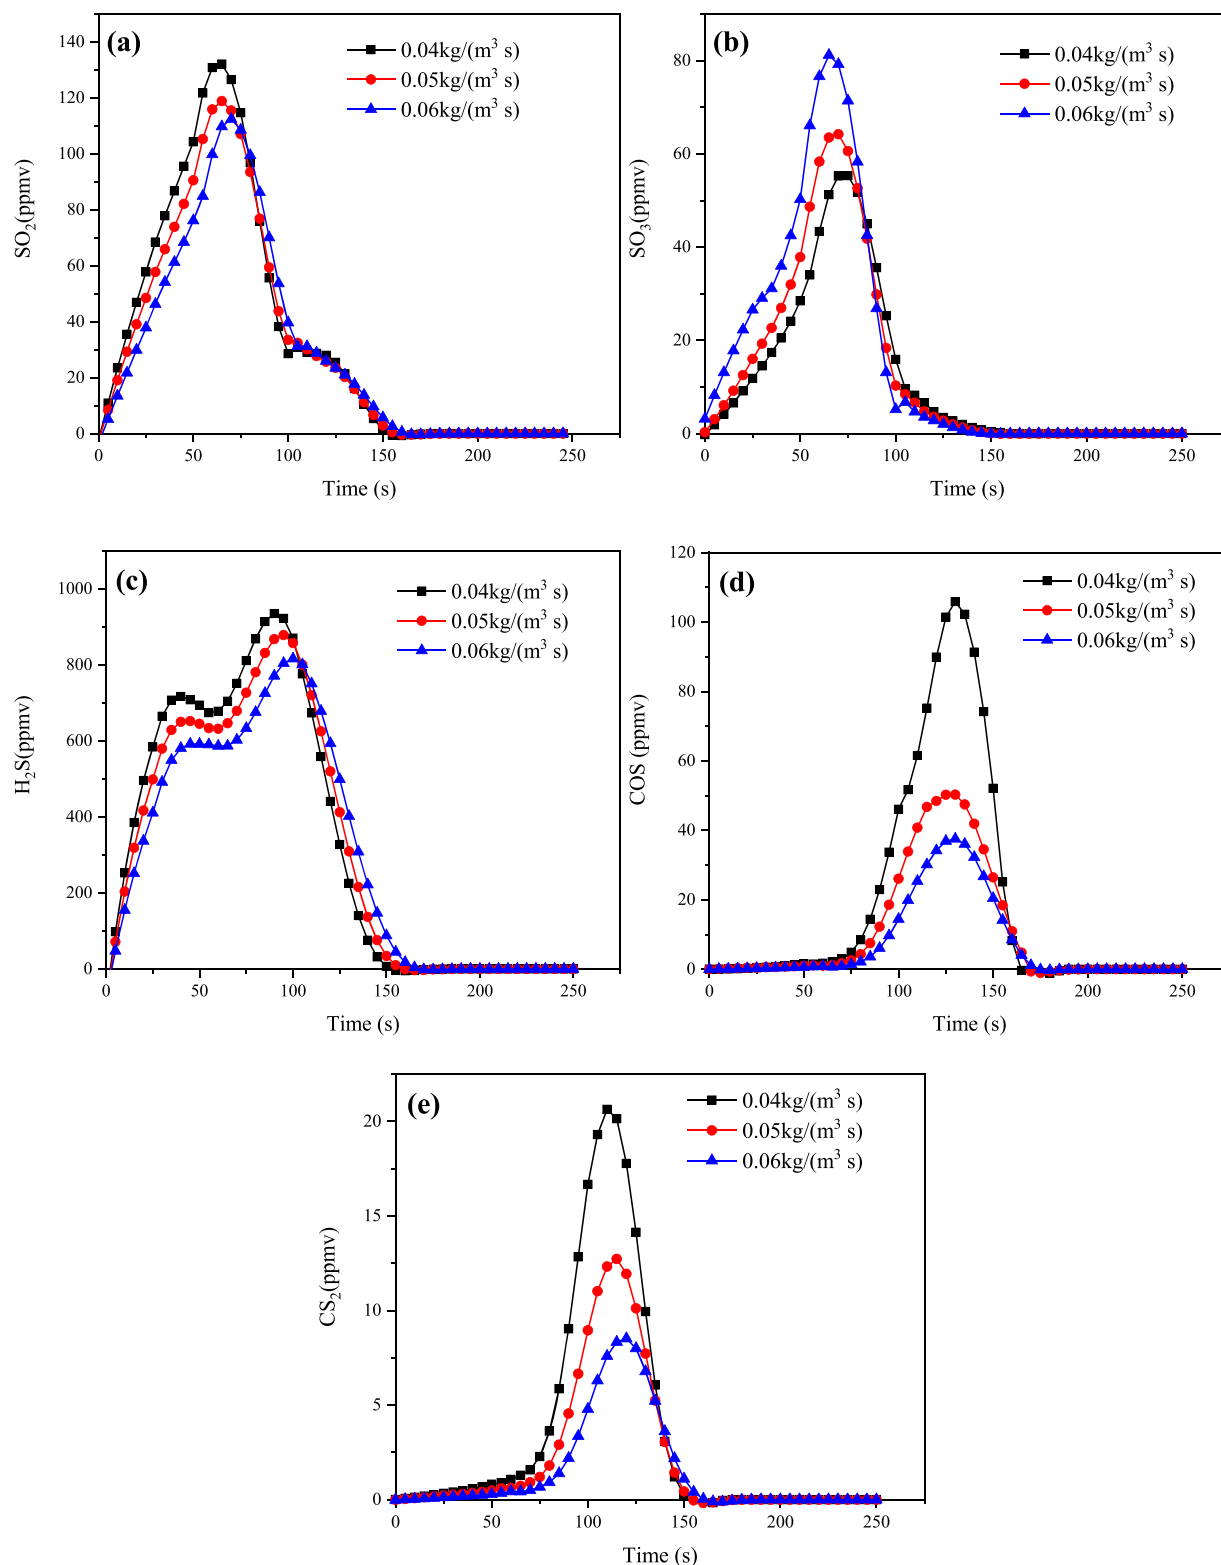 (a)
0.04kg/(m³ s)
0.05kg/(m³ s)
0.06kg/(m³ s)
SO₂(ppmv)
140
120
100
80
60
40
20
0
0 50 100 150 200 250
Time (s)
(b)
0.04kg/(m³ s)
0.05kg/(m³ s)
0.06kg/(m³ s)
SO₃(ppmv)
80
60
40
20
0
0 50 100 150 200 250
Time (s)
(c)
0.04kg/(m³ s)
0.05kg/(m³ s)
0.06kg/(m³ s)
H₂S(ppmv)
1000
800
600
400
200
0
0 50 100 150 200 250
Time (s)
(d)
0.04kg/(m³ s)
0.05kg/(m³ s)
0.06kg/(m³ s)
COS (ppmv)
120
100
80
60
40
20
0
0 50 100 150 200 250
Time (s)
(e)
0.04kg/(m³ s)
0.05kg/(m³ s)
0.06kg/(m³ s)
CS₂(ppmv)
20
15
10
5
0
0 50 100 150 200 250
Time (s)